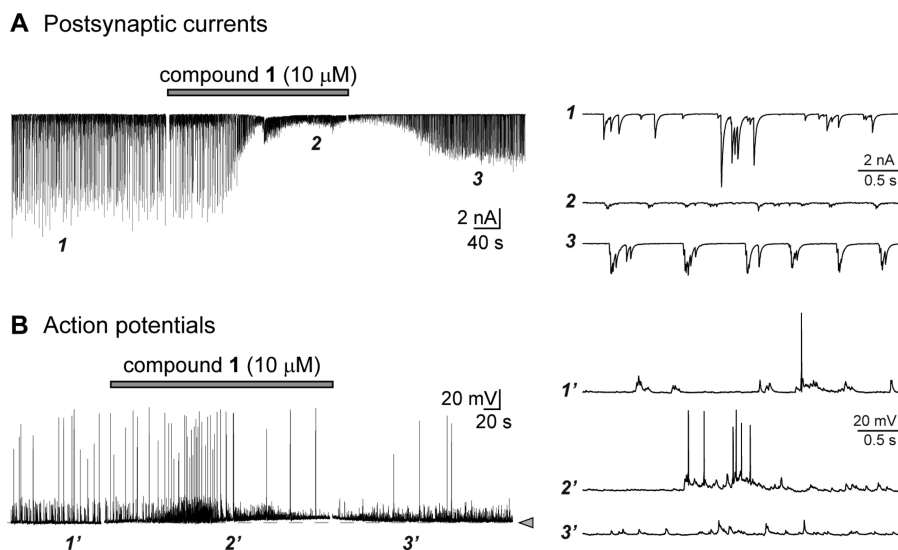 A Postsynaptic currents
compound 1 (10 μM)
1
2
3
2 nA
40 s
1
2 nA
0.5 s
2
3
B Action potentials
compound 1 (10 μM)
20 mV
20 s
1’
2’
3’
1’
20 mV
0.5 s
2’
3’